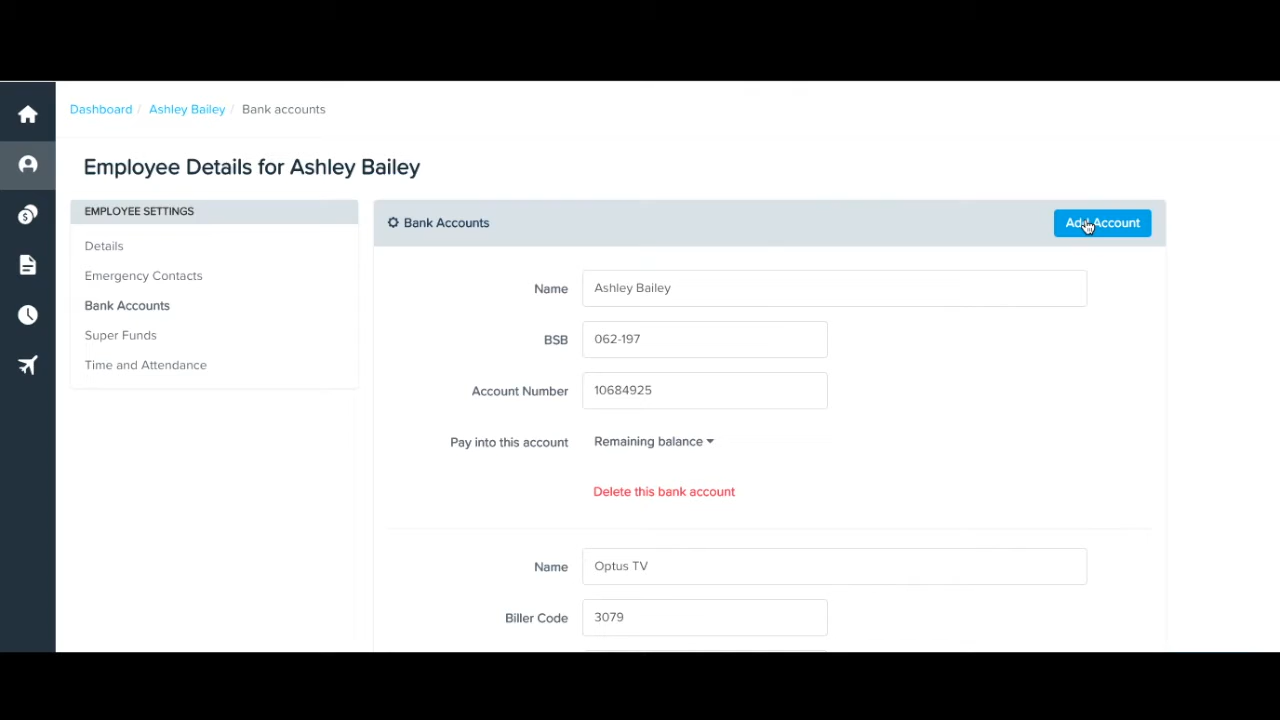 Dashboard / Ashley Bailey / Bank accounts
Employee Details for Ashley Bailey
EMPLOYEE SETTINGS
Details
Emergency Contacts
Bank Accounts
Super Funds
Time and Attendance
Bank Accounts
Add Account
Name Ashley Bailey
BSB 062-197
Account Number 10684925
Pay into this account Remaining balance
Delete this bank account
Name Optus TV
Biller Code 3079